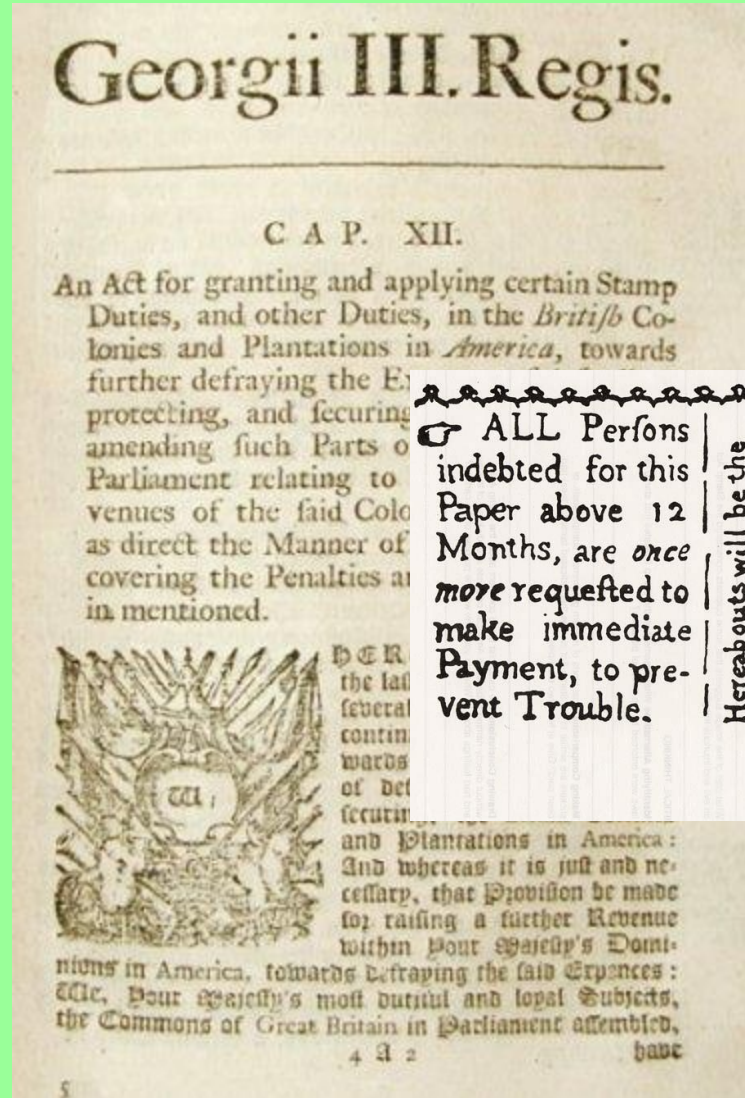 Georgii III. Regis.
CAP. XII.
An Act for granting and applying certain Stamp
Duties, and other Duties, in the Britiſh Co-
lonies and Plantations in America, towards
further defraying the
protecting, and ſecuring
amending ſuch Parts
Parliament relating to
venues of the ſaid
as direct the Manner of
covering the Penalties
in mentioned.
the
ſeveral
of
and Plantations in America:
And whereas it is juſt and ne-
ceſſary, that Proviſion be made
for raiſing a further Revenue
within Your Majeſty's Domi-
nions in America, towards defraying the ſaid Expences:
We, Your Majeſty's moſt dutiful and loyal Subjects,
the Commons of Great Britain in Parliament aſſembled,
4 A 2 have
5
☞ ALL Perſons
indebted for this
Paper above 12
Months, are once
more requeſted to
make immediate
Payment, to pre-
vent Trouble.
Hereabouts will be the